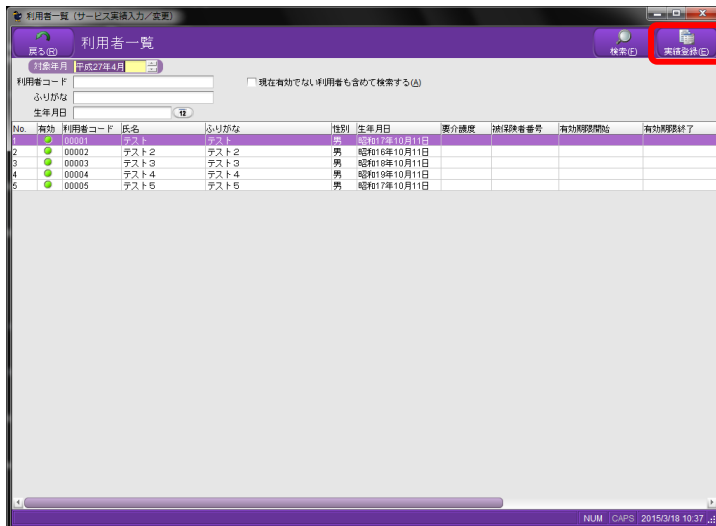 利用者一覧（サービス実績入力／変更）
戻る(R) 利用者一覧 検索(F) 実績登録(E)
対象年月 平成27年4月
利用者コード 現在有効でない利用者も含めて検索する(A)
ふりがな
生年月日 暦
No. 有効 利用者コード 氏名 ふりがな 性別 生年月日 要介護度 被保険者番号 有効期限開始 有効期限終了
1 00001 テスト テスト 男 昭和17年10月11日
2 00002 テスト２ テスト２ 男 昭和16年10月11日
3 00003 テスト３ テスト３ 男 昭和18年10月11日
4 00004 テスト４ テスト４ 男 昭和19年10月11日
5 00005 テスト５ テスト５ 男 昭和17年10月11日
NUM CAPS 2015/3/18 10:37